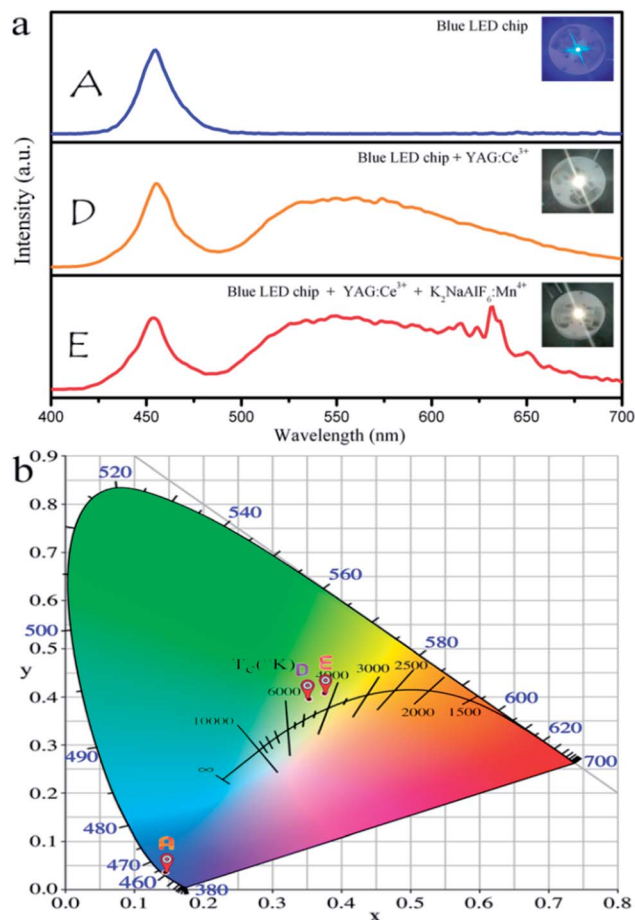 a
Blue LED chip
A
Blue LED chip + YAG:Ce³⁺
D
Blue LED chip + YAG:Ce³⁺ + K₂NaAlF₆:Mn⁴⁺
E
Intensity (a.u.)
400 450 500 550 600 650 700
Wavelength (nm)
b
0.9
0.8
0.7
0.6
0.5
y
0.4
0.3
0.2
0.1
0.0
520
540
560
500
580
Tc(°K) D E
4000 3000 2500
6000
600
10000
2000 1500
620
490
700
∞
480
A
470
460
380
0.0 0.1 0.2 0.3 0.4 0.5 0.6 0.7 0.8
x